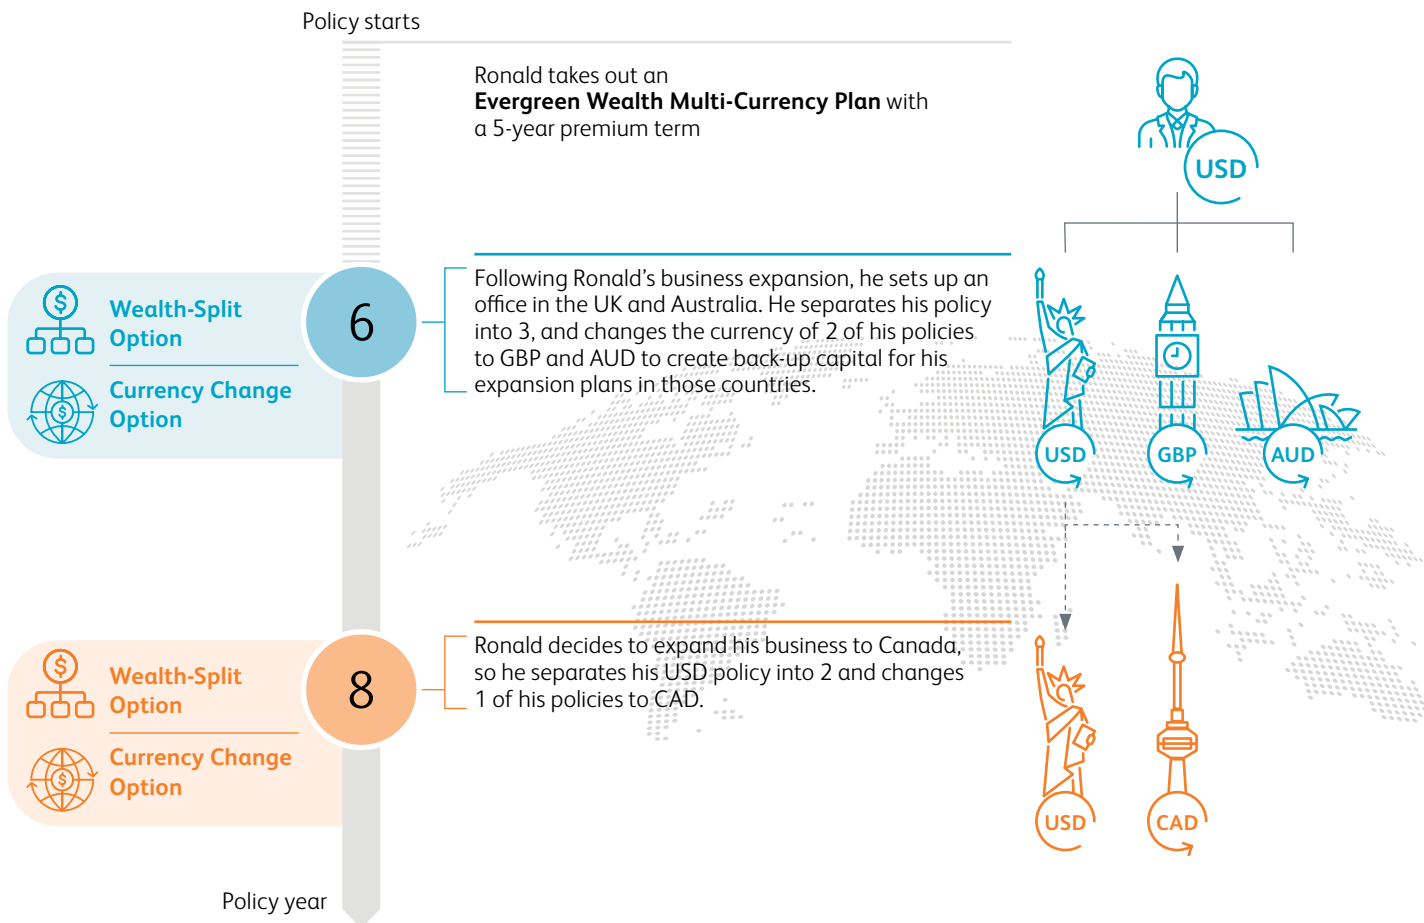 Policy starts
Ronald takes out an
Evergreen Wealth Multi-Currency Plan with
a 5-year premium term
USD
Wealth-Split
Option
Currency Change
Option
$
$
6
Following Ronald’s business expansion, he sets up an
office in the UK and Australia. He separates his policy
into 3, and changes the currency of 2 of his policies
to GBP and AUD to create back-up capital for his
expansion plans in those countries.
USD
GBP
AUD
Wealth-Split
Option
Currency Change
Option
$
$
8
Ronald decides to expand his business to Canada,
so he separates his USD policy into 2 and changes
1 of his policies to CAD.
USD
CAD
Policy year